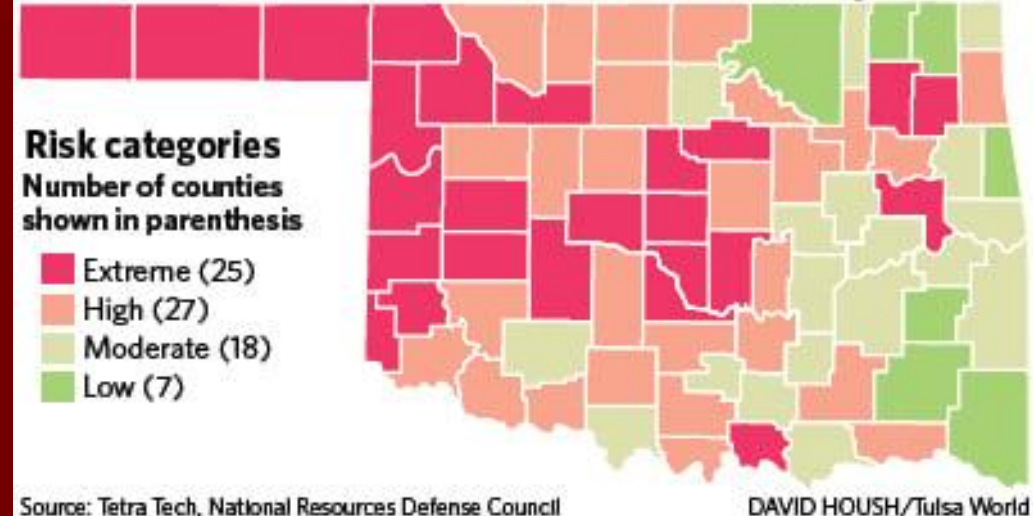 Risk categories
Number of counties
shown in parenthesis
Extreme (25)
High (27)
Moderate (18)
Low (7)
Source: Tetra Tech, National Resources Defense Council
DAVID HOUSH/Tulsa World